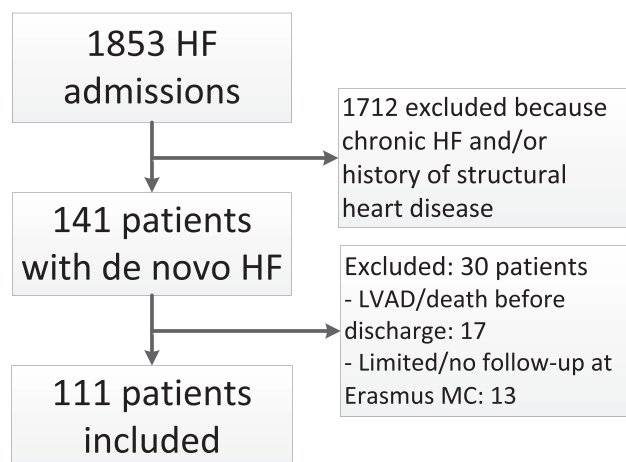 1853 HF
admissions
1712 excluded because
chronic HF and/or
history of structural
heart disease
141 patients
with de novo HF
Excluded: 30 patients
- LVAD/death before
discharge: 17
- Limited/no follow-up at
Erasmus MC: 13
111 patients
included